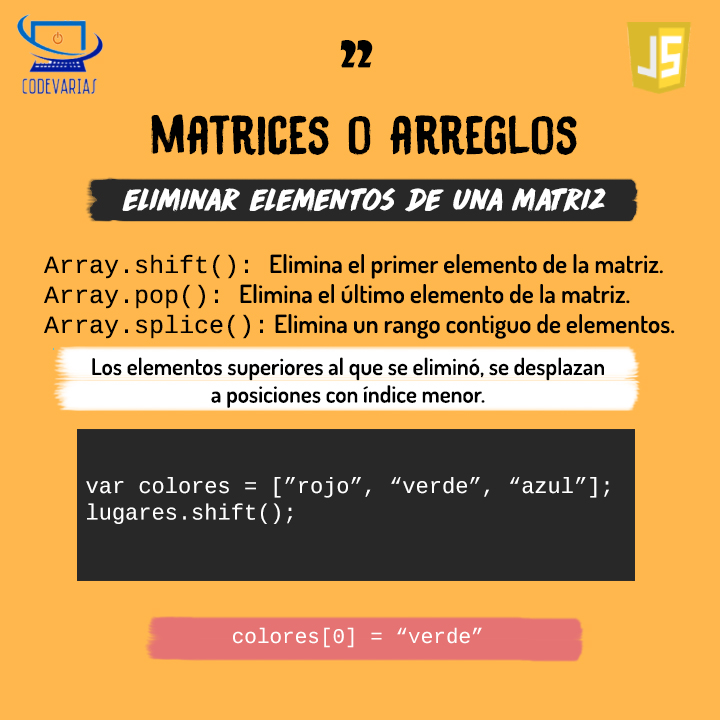 CODEVARIAS
22
JS
MATRICES O ARREGLOS
ELIMINAR ELEMENTOS DE UNA MATRIZ
Array.shift(): Elimina el primer elemento de la matriz.
Array.pop(): Elimina el último elemento de la matriz.
Array.splice(): Elimina un rango contiguo de elementos.
Los elementos superiores al que se eliminó, se desplazan
a posiciones con índice menor.
var colores = [”rojo”, “verde”, “azul”];
lugares.shift();
colores[0] = “verde”